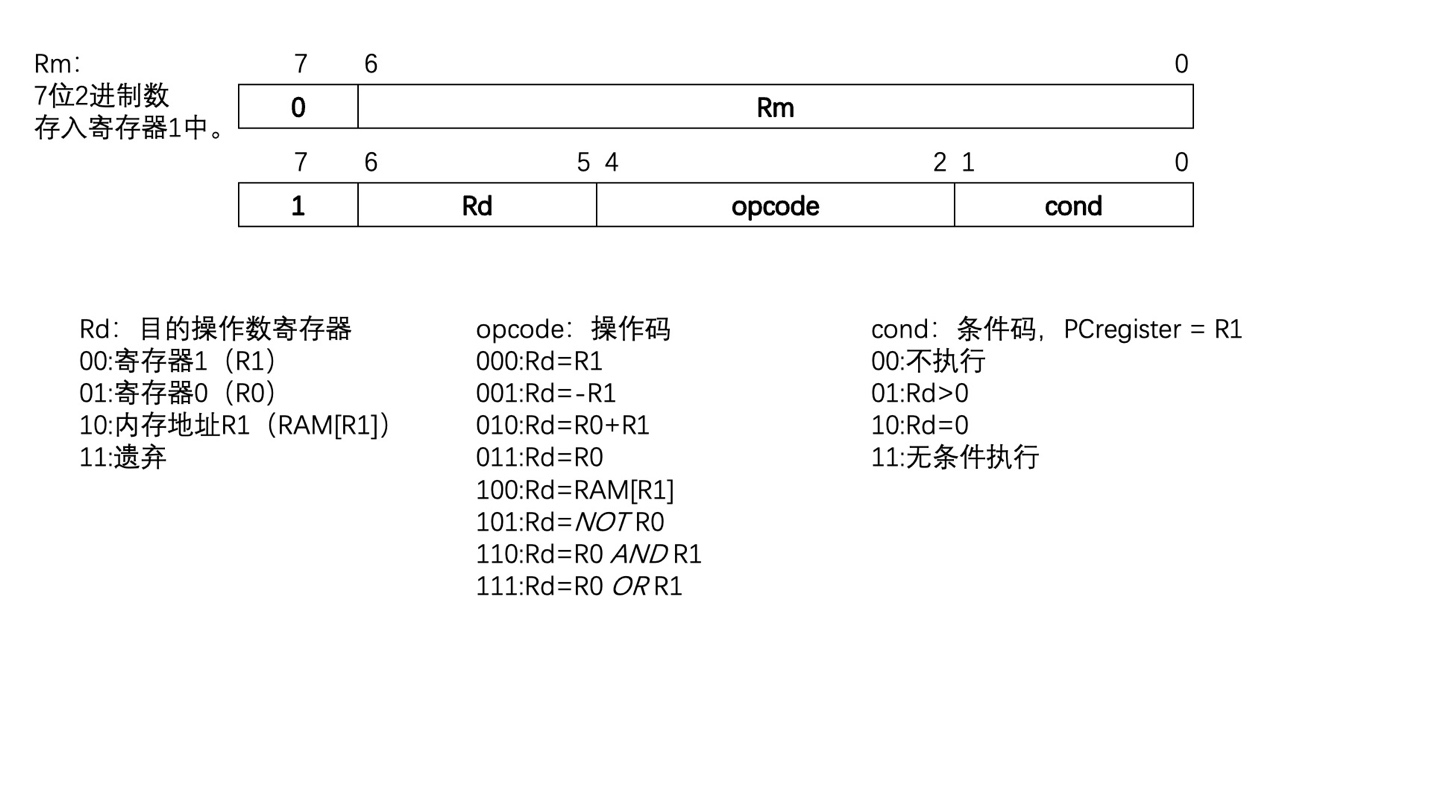 Rm：
7位2进制数
存入寄存器1中。
7 6 0
0 Rm
7 6 5 4 2 1 0
1 Rd opcode cond
Rd：目的操作数寄存器
00:寄存器1（R1）
01:寄存器0（R0）
10:内存地址R1（RAM[R1]）
11:遗弃
opcode：操作码
000:Rd=R1
001:Rd=-R1
010:Rd=R0+R1
011:Rd=R0
100:Rd=RAM[R1]
101:Rd=NOT R0
110:Rd=R0 AND R1
111:Rd=R0 OR R1
cond：条件码，PCregister = R1
00:不执行
01:Rd>0
10:Rd=0
11:无条件执行